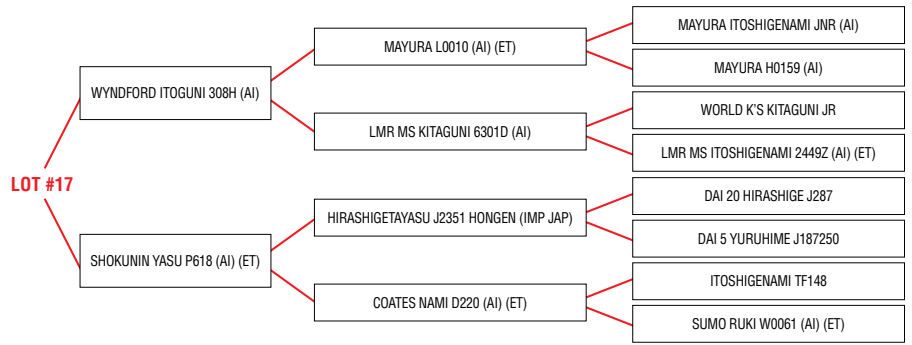 MAYURA ITOSHIGENAMI JNR (AI)
MAYURA L0010 (AI) (ET)
MAYURA H0159 (AI)
WYNDFORD ITOGUNI 308H (AI)
WORLD K'S KITAGUNI JR
LMR MS KITAGUNI 6301D (AI)
LMR MS ITOSHIGENAMI 2449Z (AI) (ET)
LOT #17
DAI 20 HIRASHIGE J287
HIRASHIGETAYASU J2351 HONGEN (IMP JAP)
DAI 5 YURUHIME J187250
SHOKUNIN YASU P618 (AI) (ET)
ITOSHIGENAMI TF148
COATES NAMI D220 (AI) (ET)
SUMO RUKI W0061 (AI) (ET)